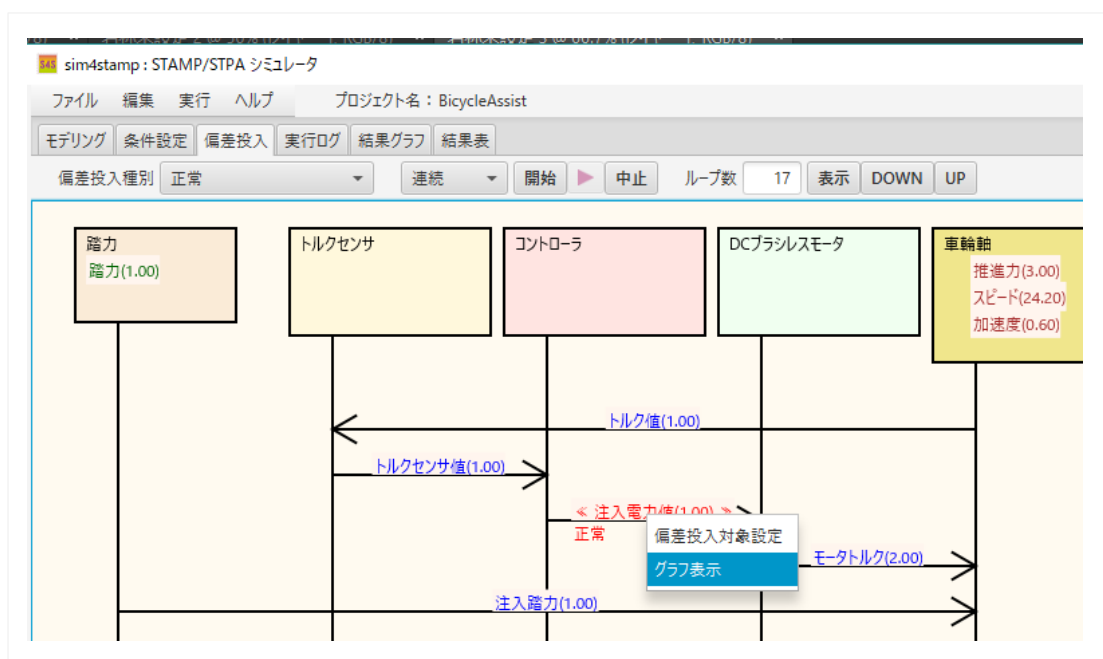 S4S sim4stamp : STAMP/STPA シミュレータ
ファイル 編集 実行 ヘルプ プロジェクト名：BicycleAssist
モデリング 条件設定 偏差投入 実行ログ 結果グラフ 結果表
偏差投入種別 正常 連続 開始 中止 ループ数 17 表示 DOWN UP
踏力 トルクセンサ コントローラ DCブラシレスモータ 車輪軸
踏力(1.00) 推進力(3.00)
スピード(24.20)
加速度(0.60)
トルク値(1.00)
トルクセンサ値(1.00)
≪ 注入電力値(1.00) ≫
正常
偏差投入対象設定
グラフ表示
モータトルク(2.00)
注入踏力(1.00)